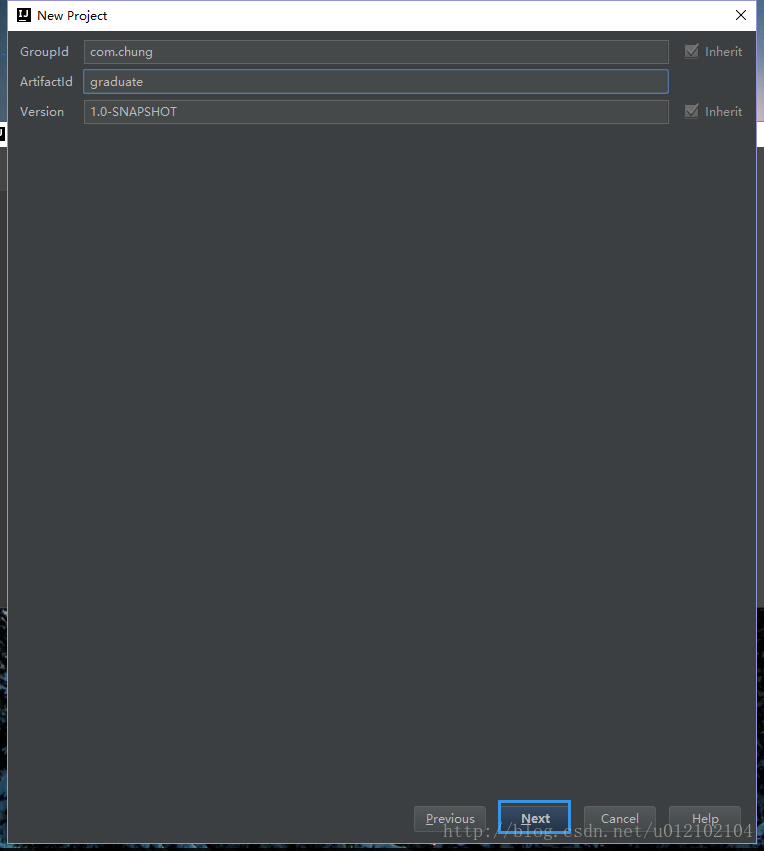 IJ New Project
GroupId com.chung Inherit
ArtifactId graduate
Version 1.0-SNAPSHOT Inherit
Previous Next Cancel Help
http://blog.csdn.net/u012102104